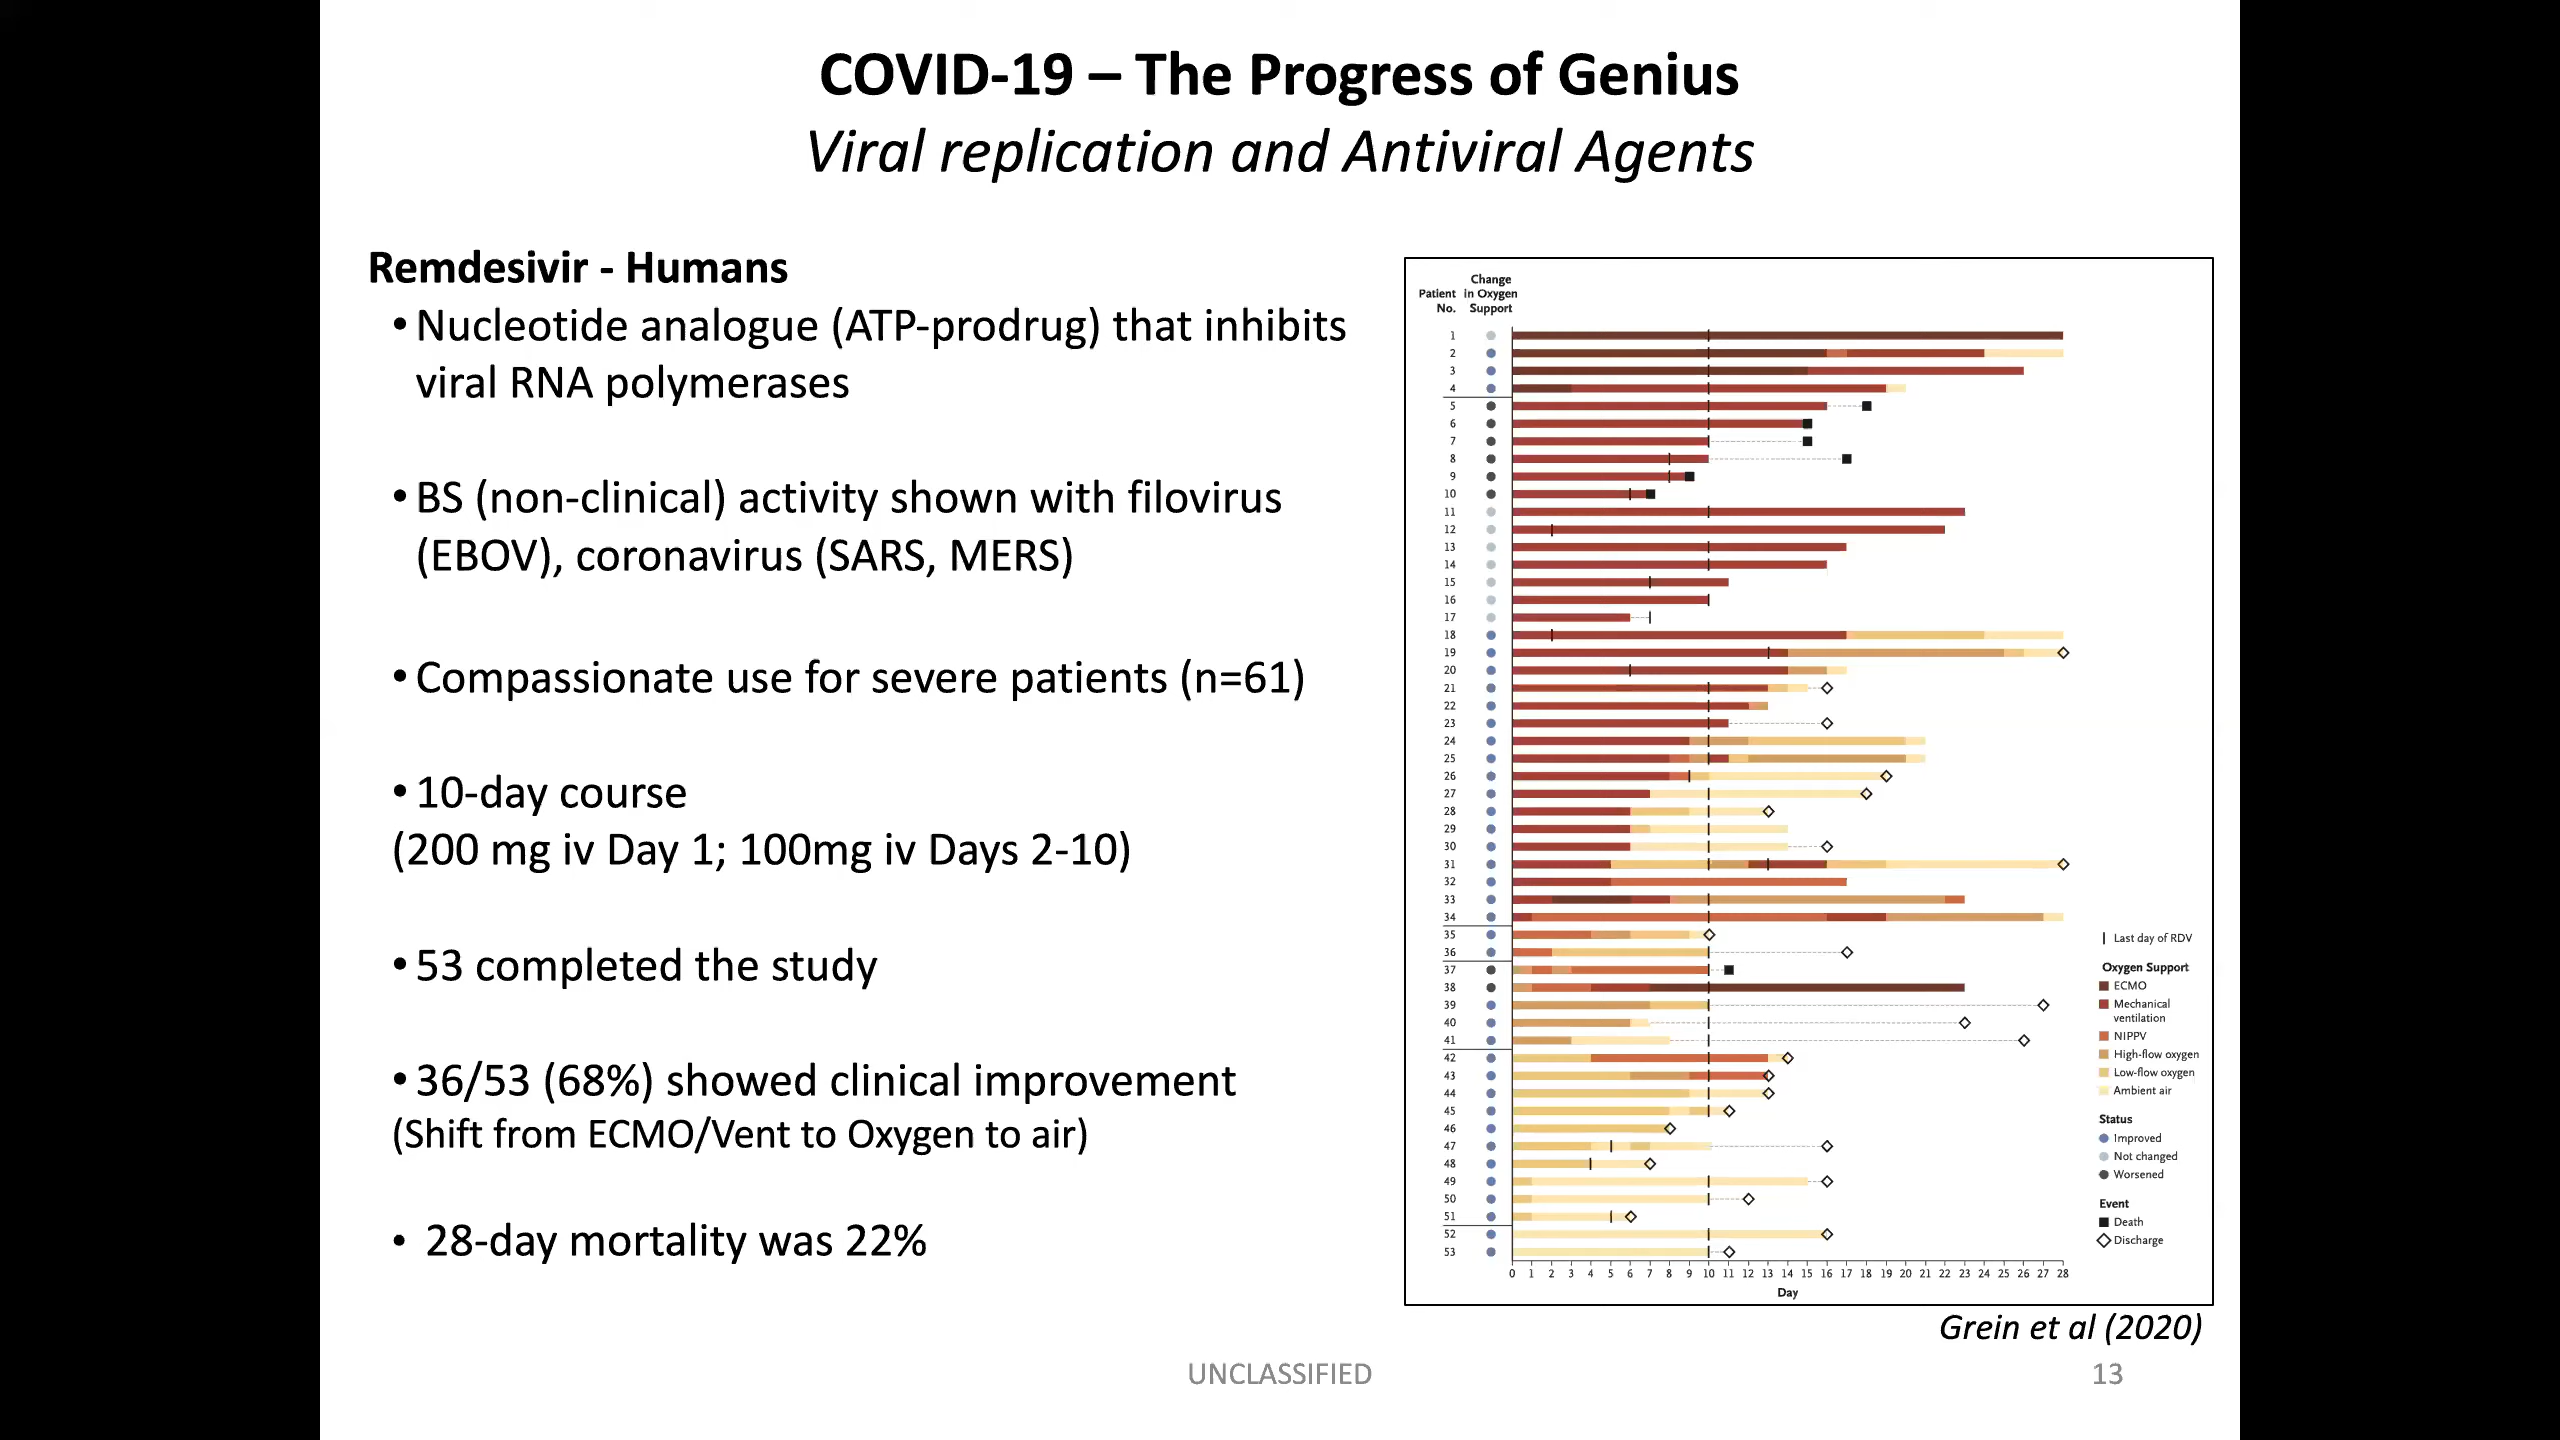 COVID-19 – The Progress of Genius
Viral replication and Antiviral Agents
Remdesivir - Humans
• Nucleotide analogue (ATP-prodrug) that inhibits
viral RNA polymerases
• BS (non-clinical) activity shown with filovirus
(EBOV), coronavirus (SARS, MERS)
• Compassionate use for severe patients (n=61)
• 10-day course
(200 mg iv Day 1; 100mg iv Days 2-10)
• 53 completed the study
• 36/53 (68%) showed clinical improvement
(Shift from ECMO/Vent to Oxygen to air)
• 28-day mortality was 22%
Patient No.
Change in Oxygen Support
1
2
3
4
5
6
7
8
9
10
11
12
13
14
15
16
17
18
19
20
21
22
23
24
25
26
27
28
29
30
31
32
33
34
35
36
37
38
39
40
41
42
43
44
45
46
47
48
49
50
51
52
53
0 1 2 3 4 5 6 7 8 9 10 11 12 13 14 15 16 17 18 19 20 21 22 23 24 25 26 27 28
Day
Last day of RDV
Oxygen Support
ECMO
Mechanical
ventilation
NIPPV
High-flow oxygen
Low-flow oxygen
Ambient air
Status
Improved
Not changed
Worsened
Event
Death
Discharge
Grein et al (2020)
UNCLASSIFIED
13